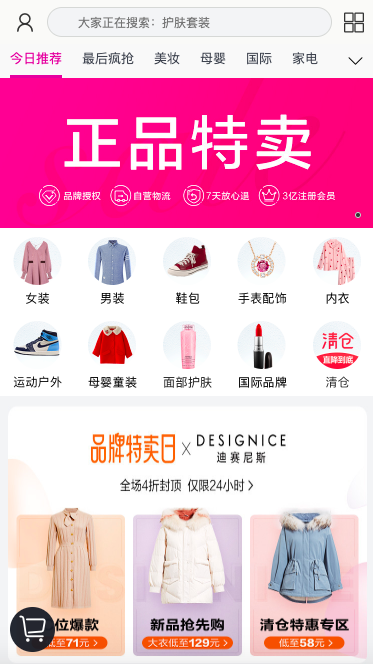 大家正在搜索：护肤套装
今日推荐 最后疯抢 美妆 母婴 国际 家电
正品特卖
品牌授权 自营物流 7天放心退 3亿注册会员
女装 男装 鞋包 手表配饰 内衣
清仓
直降到底
运动户外 母婴童装 面部护肤 国际品牌 清仓
品牌特卖日 X DESIGNICE
迪赛尼斯
全场4折封顶 仅限24小时
位爆款 新品抢先购 清仓特惠专区
低至71元 大衣低至129元 低至58元